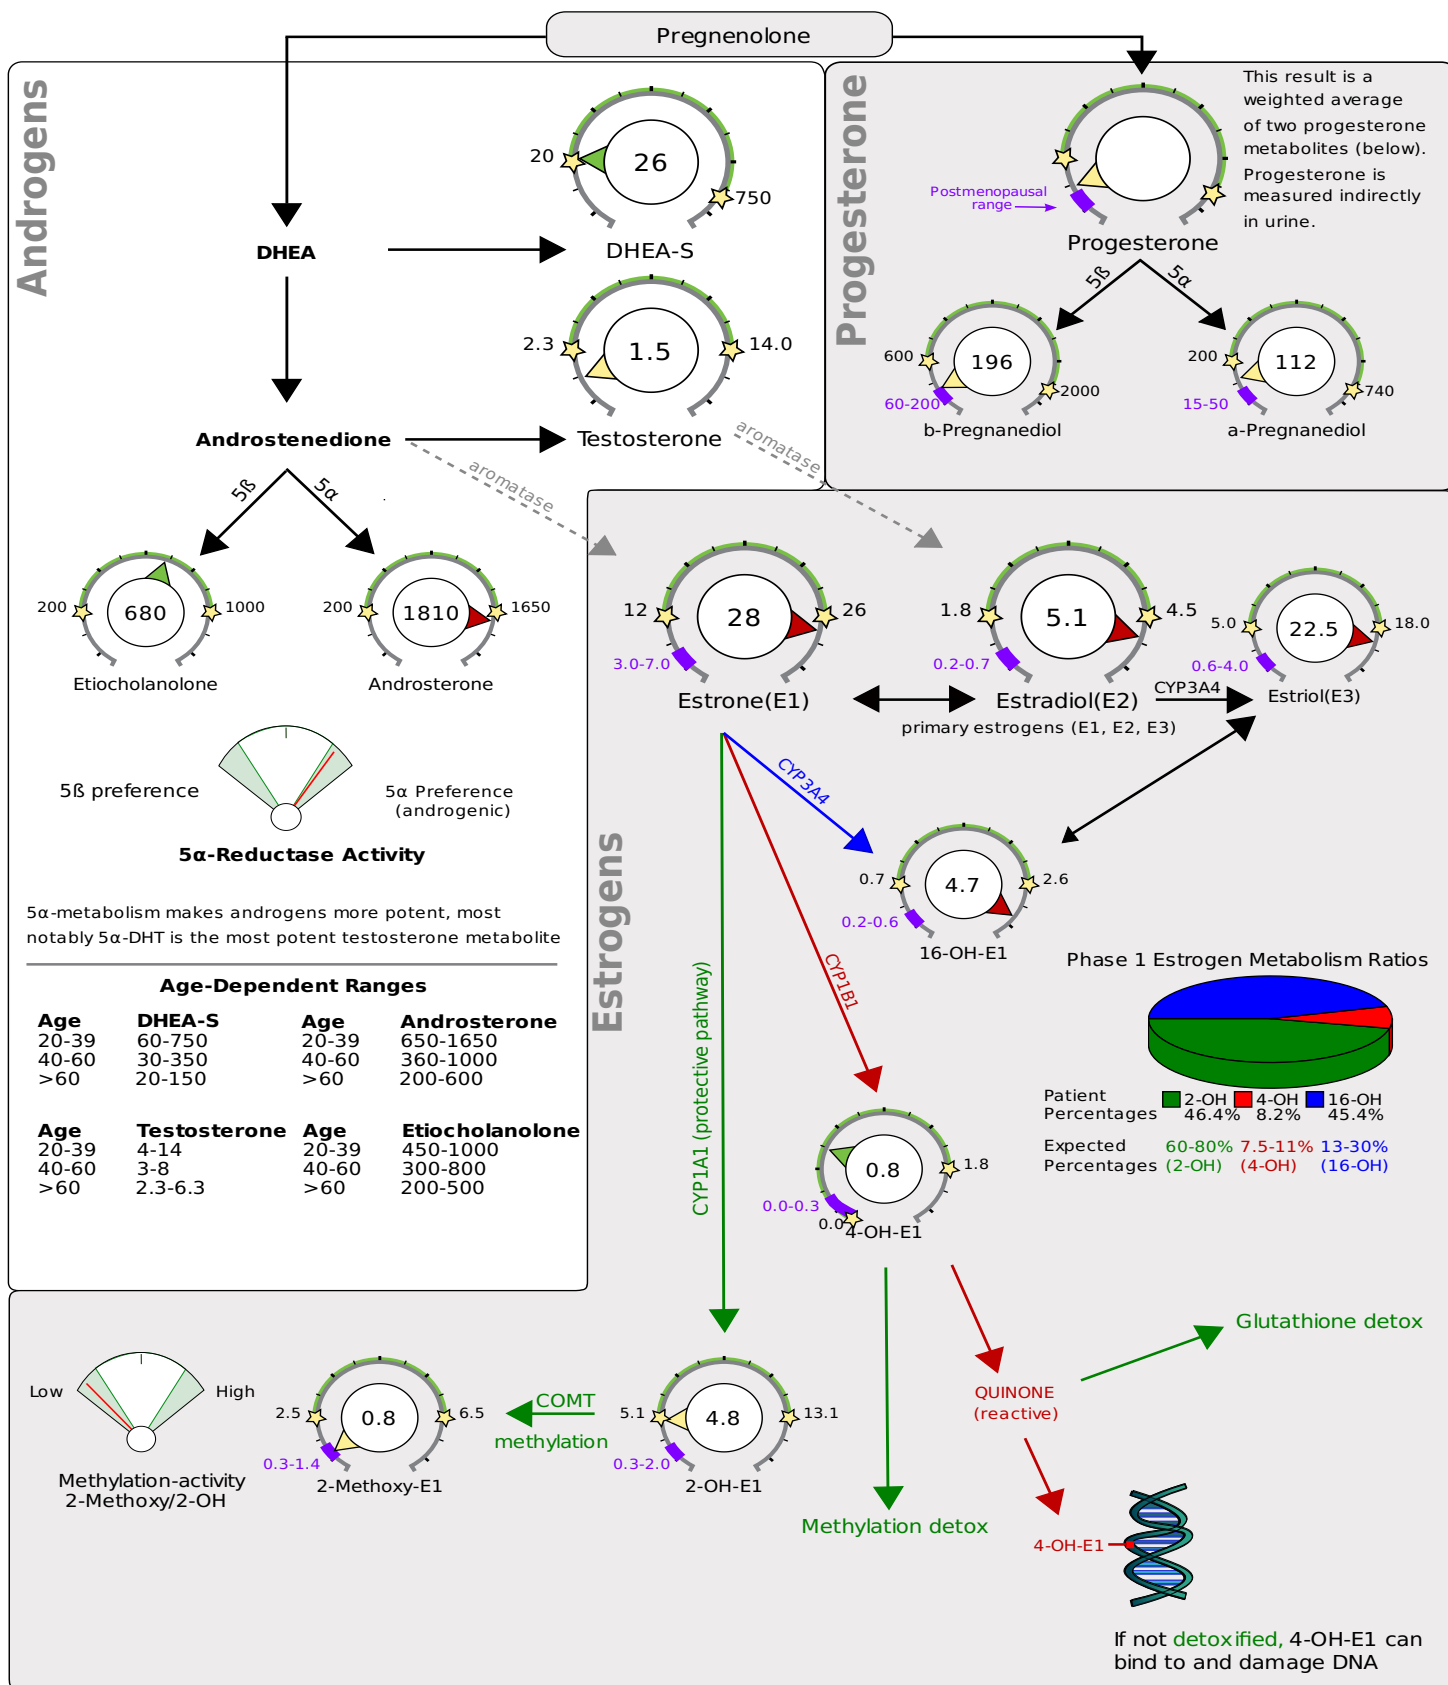 Pregnenolone
Androgens
20
26
750
DHEA-S
DHEA
2.3
1.5
14.0
Testosterone
Androstenedione
aromatase
aromatase
5ß
5α
200
680
1000
Etiocholanolone
200
1810
1650
Androsterone
5ß preference
5α Preference
(androgenic)
5α-Reductase Activity
5α-metabolism makes androgens more potent, most
notably 5α-DHT is the most potent testosterone metabolite
Age-Dependent Ranges
Age DHEA-S Age Androsterone
20-39 60-750 20-39 650-1650
40-60 30-350 40-60 360-1000
>60 20-150 >60 200-600
Age Testosterone Age Etiocholanolone
20-39 4-14 20-39 450-1000
40-60 3-8 40-60 300-800
>60 2.3-6.3 >60 200-500
Progesterone
This result is a
weighted average
of two progesterone
metabolites (below).
Progesterone is
measured indirectly
in urine.
Postmenopausal
range
Progesterone
5ß
5α
600
196
2000
60-200
b-Pregnanediol
200
112
740
15-50
a-Pregnanediol
Estrogens
12
28
26
3.0-7.0
Estrone(E1)
1.8
5.1
4.5
0.2-0.7
Estradiol(E2)
CYP3A4
5.0
22.5
18.0
0.6-4.0
Estriol(E3)
primary estrogens (E1, E2, E3)
CYP3A4
0.7
4.7
2.6
0.2-0.6
16-OH-E1
CYP1B1
CYP1A1 (protective pathway)
Phase 1 Estrogen Metabolism Ratios
Patient
Percentages
2-OH 4-OH 16-OH
46.4% 8.2% 45.4%
Expected
Percentages
60-80% 7.5-11% 13-30%
(2-OH) (4-OH) (16-OH)
0.8
1.8
0.0-0.3
0.0
4-OH-E1
Low
High
Methylation-activity
2-Methoxy/2-OH
2.5
0.8
6.5
0.3-1.4
2-Methoxy-E1
COMT
methylation
5.1
4.8
13.1
0.3-2.0
2-OH-E1
Methylation detox
Glutathione detox
QUINONE
(reactive)
4-OH-E1
If not detoxified, 4-OH-E1 can
bind to and damage DNA